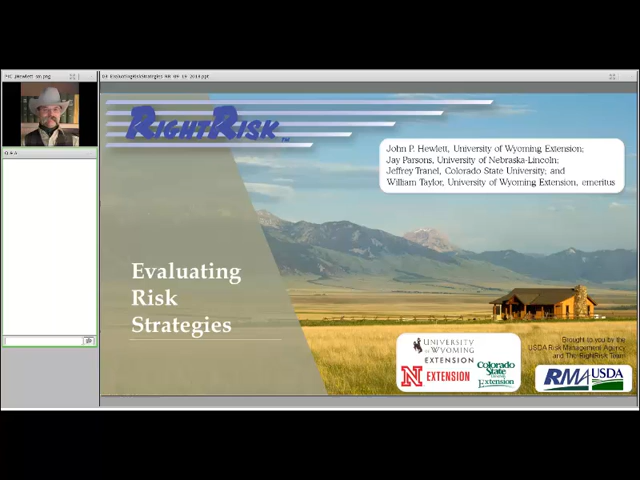 RIGHTRISK™
John P. Hewlett, University of Wyoming Extension;
Jay Parsons, University of Nebraska-Lincoln;
Jeffrey Tranel, Colorado State University; and
William Taylor, University of Wyoming Extension, emeritus
Evaluating
Risk
Strategies
UNIVERSITY
OF WYOMING
EXTENSION
N EXTENSION
Colorado
State
University
Extension
Brought to you by the
USDA Risk Management Agency
and The RightRisk Team
RMA USDA
Q & A